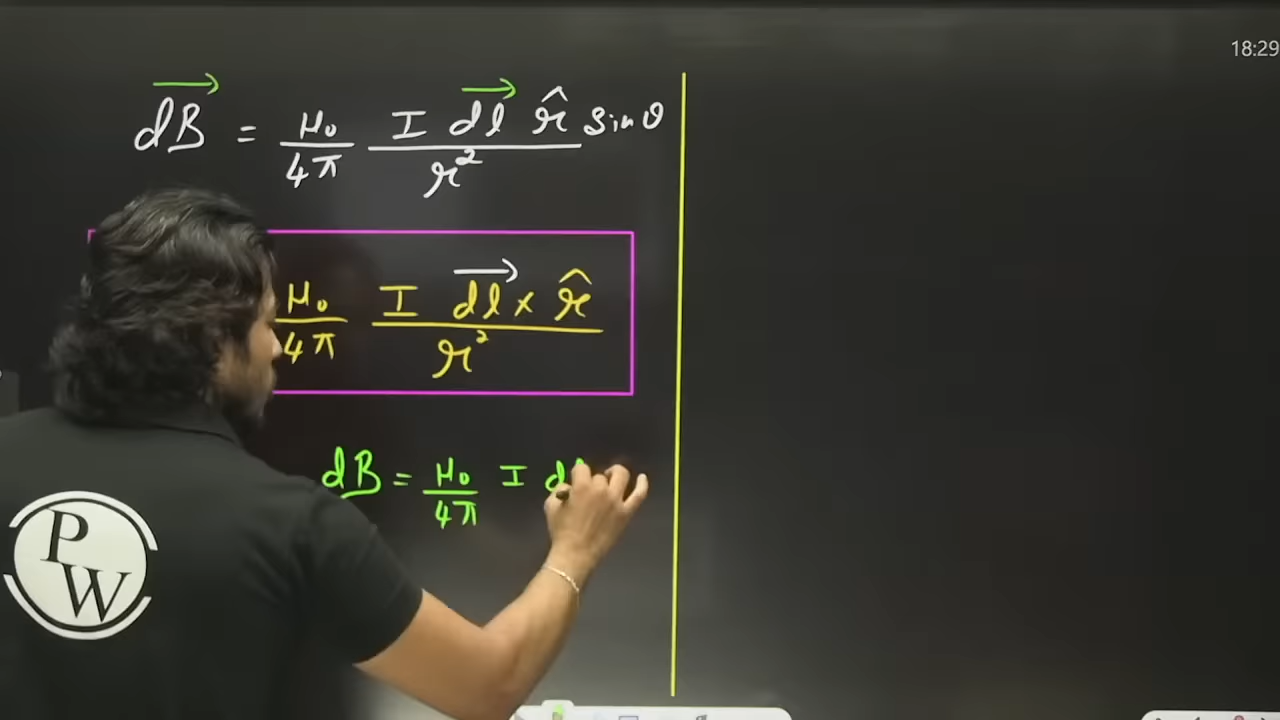 18:29
dB⃗ = μ₀/4π I dl⃗ r̂ sinθ / r²
μ₀/4π I dl⃗ × r̂ / r²
dB = μ₀/4π I
PW